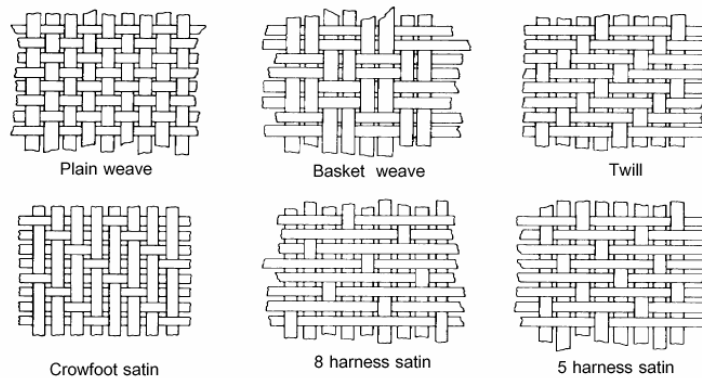 Plain weave
Basket weave
Twill
Crowfoot satin
8 harness satin
5 harness satin